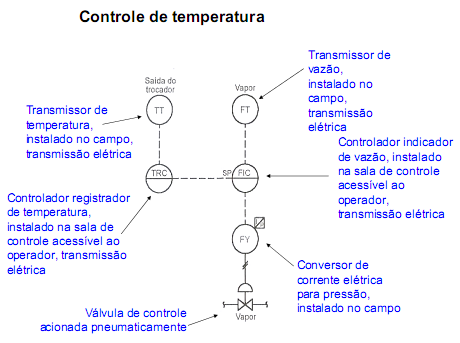 Controle de temperatura
Saída do
trocador
TT
Transmissor de
temperatura,
instalado no campo,
transmissão elétrica
Vapor
FT
Transmissor de
vazão,
instalado no
campo,
transmissão
elétrica
TRC
SP
FIC
Controlador indicador
de vazão, instalado
na sala de controle
acessível ao
operador,
transmissão elétrica
Controlador registrador
de temperatura,
instalado na sala de
controle acessível ao
operador, transmissão
elétrica
FY
Conversor de
corrente elétrica
para pressão,
instalado no campo
Válvula de controle
acionada pneumaticamente
Vapor